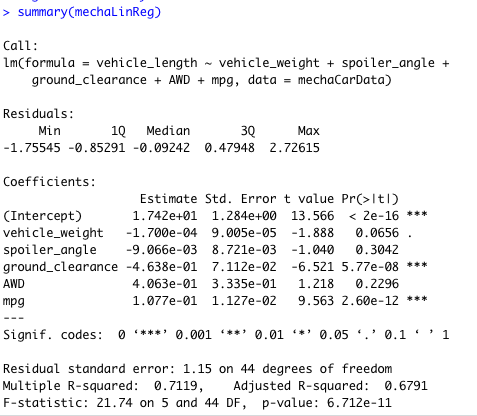 > summary(mechaLinReg)
Call:
lm(formula = vehicle_length ~ vehicle_weight + spoiler_angle +
    ground_clearance + AWD + mpg, data = mechaCarData)
Residuals:
     Min       1Q   Median       3Q      Max
-1.75545 -0.85291 -0.09242  0.47948  2.72615
Coefficients:
                   Estimate Std. Error t value Pr(>|t|)
(Intercept)       1.742e+01  1.284e+00  13.566  < 2e-16 ***
vehicle_weight   -1.700e-04  9.005e-05  -1.888   0.0656 .
spoiler_angle    -9.066e-03  8.721e-03  -1.040   0.3042
ground_clearance -4.638e-01  7.112e-02  -6.521 5.77e-08 ***
AWD               4.063e-01  3.335e-01   1.218   0.2296
mpg               1.077e-01  1.127e-02   9.563 2.60e-12 ***
---
Signif. codes:  0 ‘***’ 0.001 ‘**’ 0.01 ‘*’ 0.05 ‘.’ 0.1 ‘ ’ 1
Residual standard error: 1.15 on 44 degrees of freedom
Multiple R-squared:  0.7119,    Adjusted R-squared:  0.6791
F-statistic: 21.74 on 5 and 44 DF,  p-value: 6.712e-11